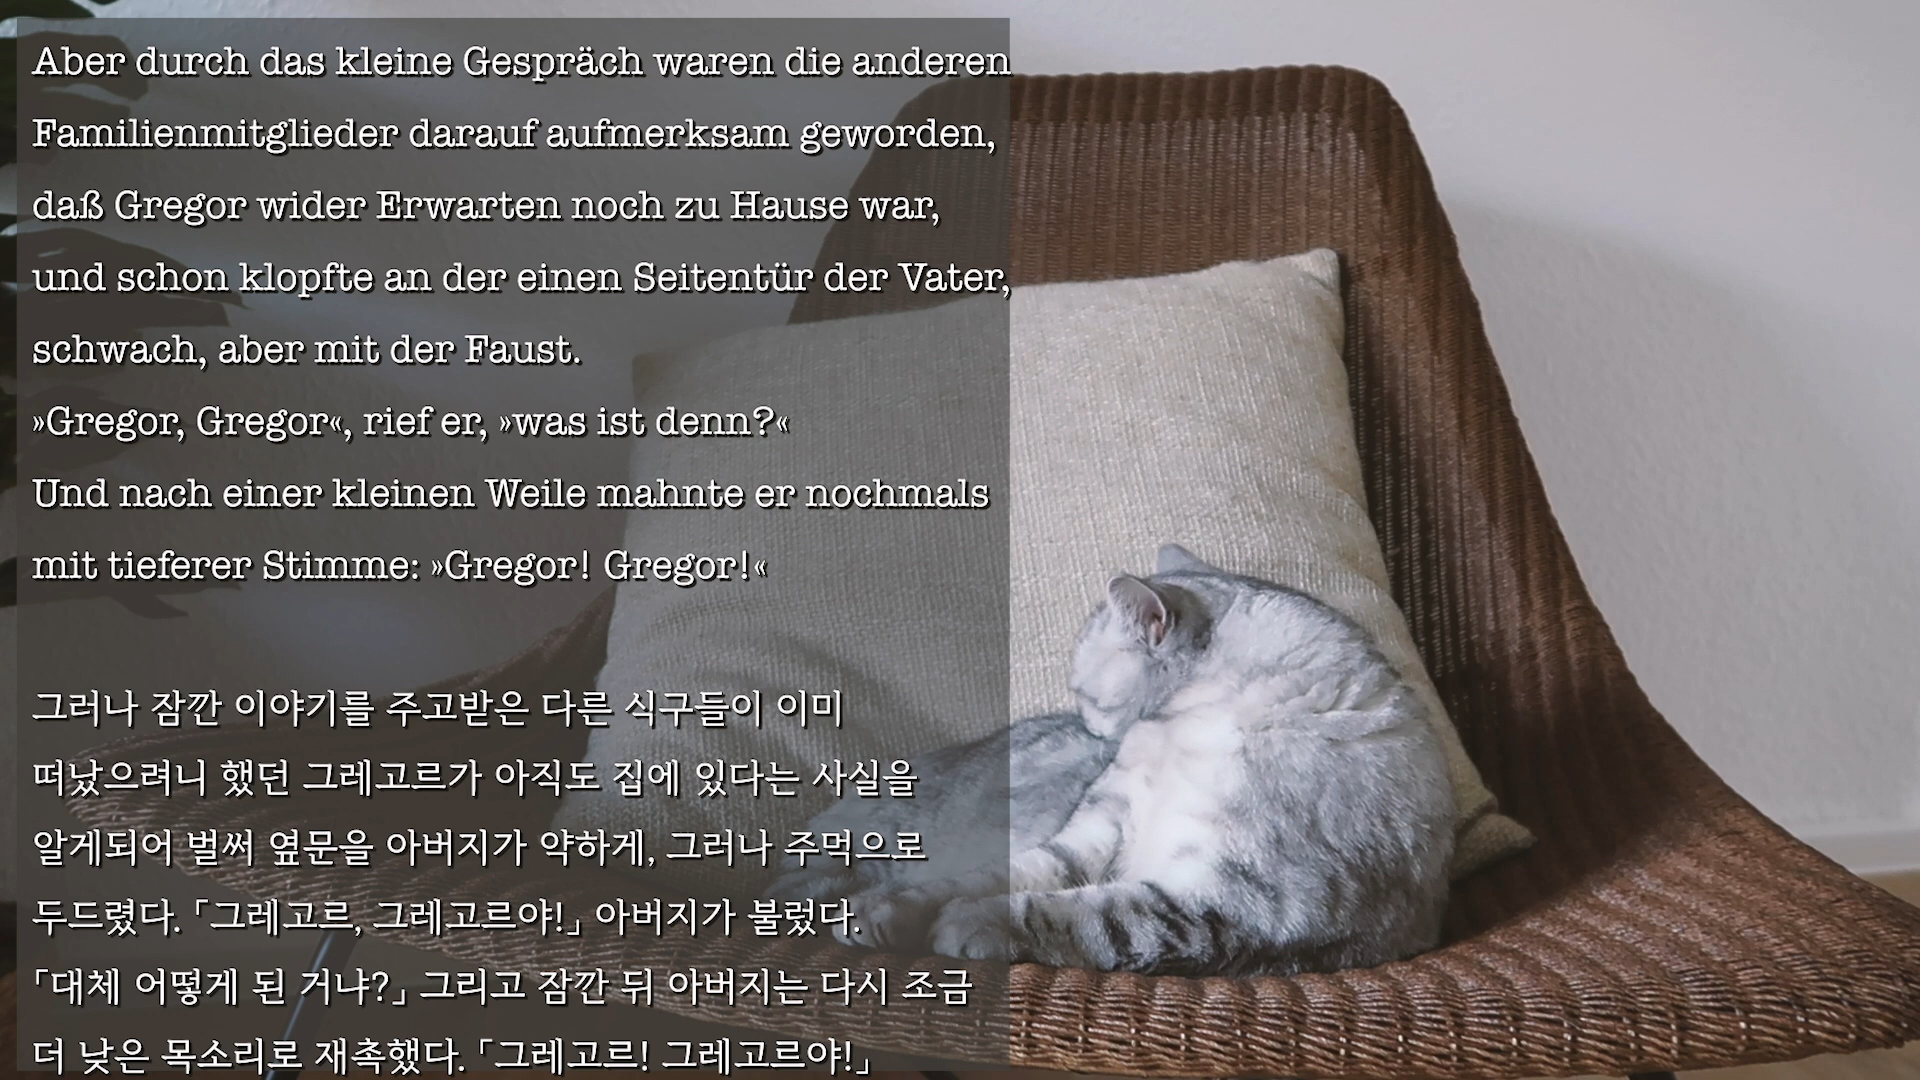 Aber durch das kleine Gespräch waren die anderen
Familienmitglieder darauf aufmerksam geworden,
daß Gregor wider Erwarten noch zu Hause war,
und schon klopfte an der einen Seitentür der Vater,
schwach, aber mit der Faust.
»Gregor, Gregor«, rief er, »was ist denn?«
Und nach einer kleinen Weile mahnte er nochmals
mit tieferer Stimme: »Gregor! Gregor!«
그러나 잠깐 이야기를 주고받은 다른 식구들이 이미
떠났으려니 했던 그레고르가 아직도 집에 있다는 사실을
알게되어 벌써 옆문을 아버지가 약하게, 그러나 주먹으로
두드렸다. 「그레고르, 그레고르야!」 아버지가 불렀다.
「대체 어떻게 된 거냐?」 그리고 잠깐 뒤 아버지는 다시 조금
더 낮은 목소리로 재촉했다. 「그레고르! 그레고르야!」